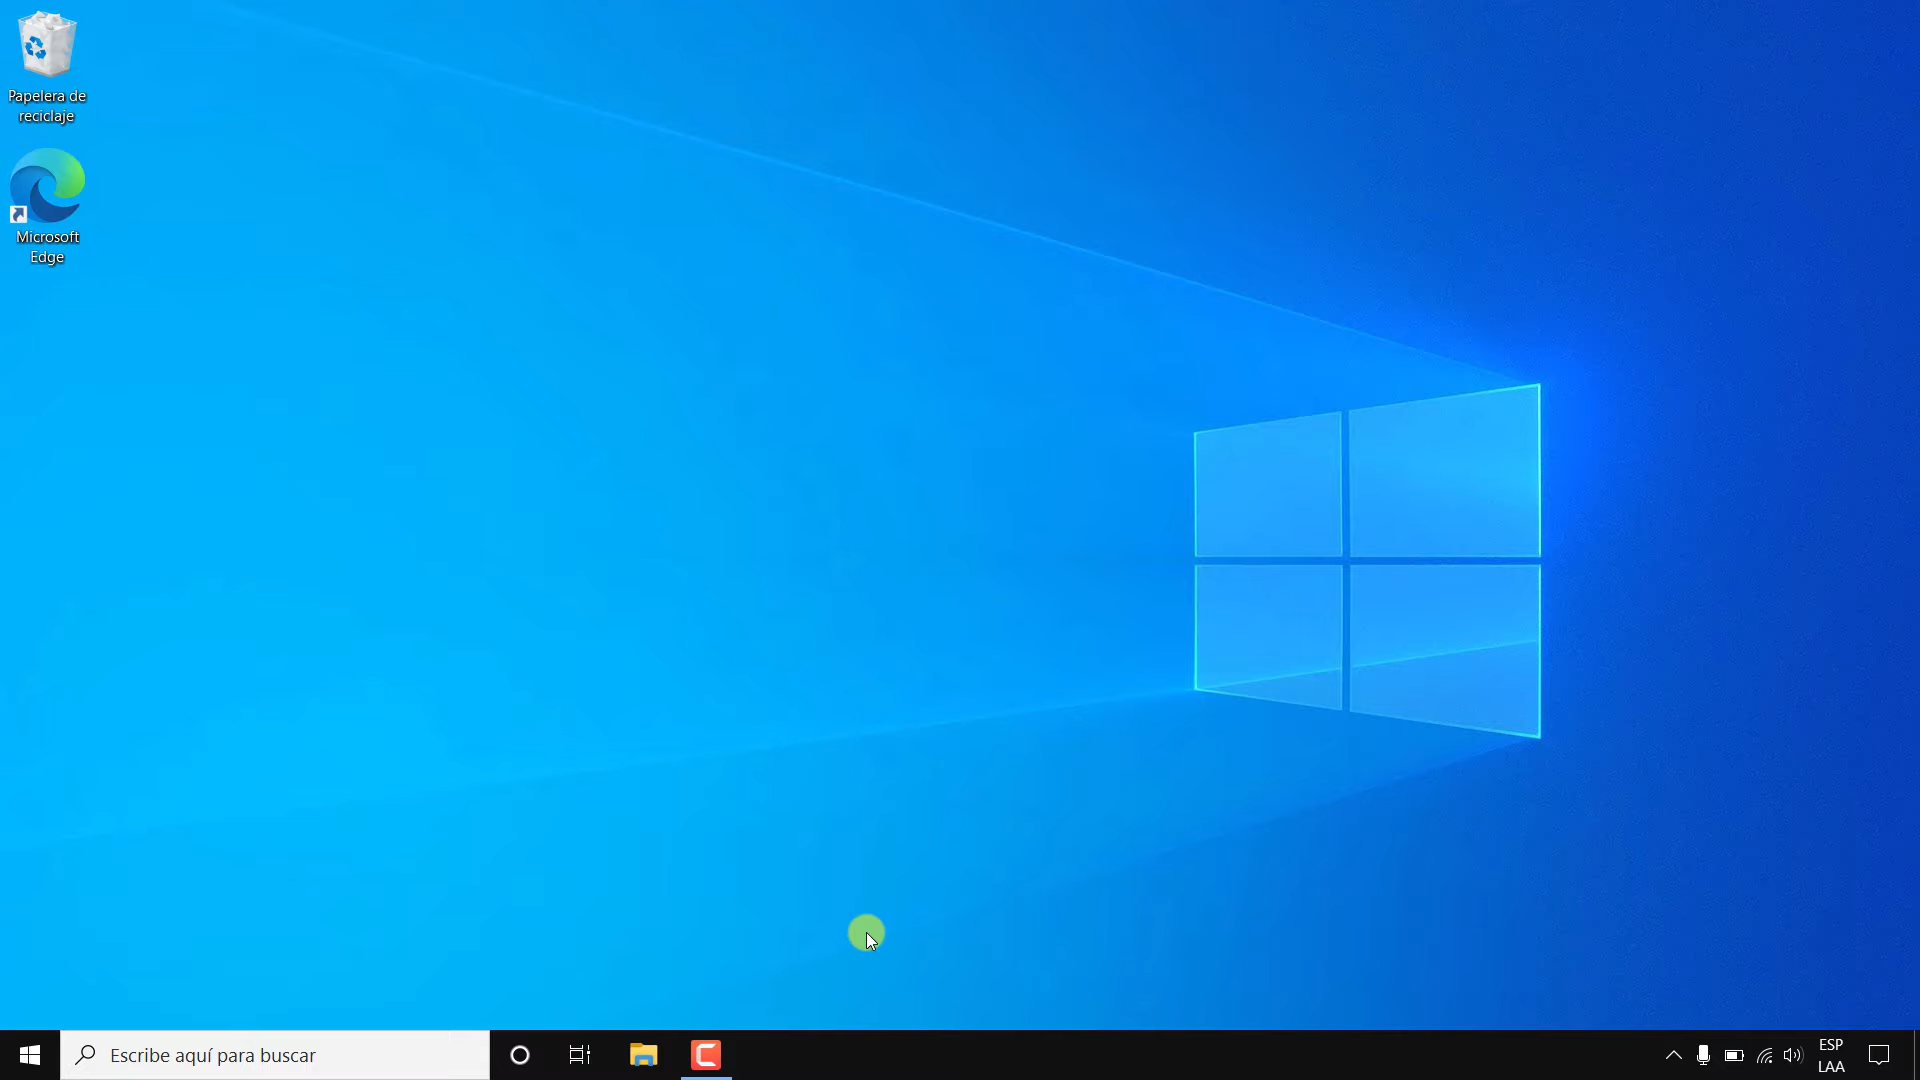 Papelera de
reciclaje
Microsoft
Edge
Escribe aquí para buscar
ESP
LAA